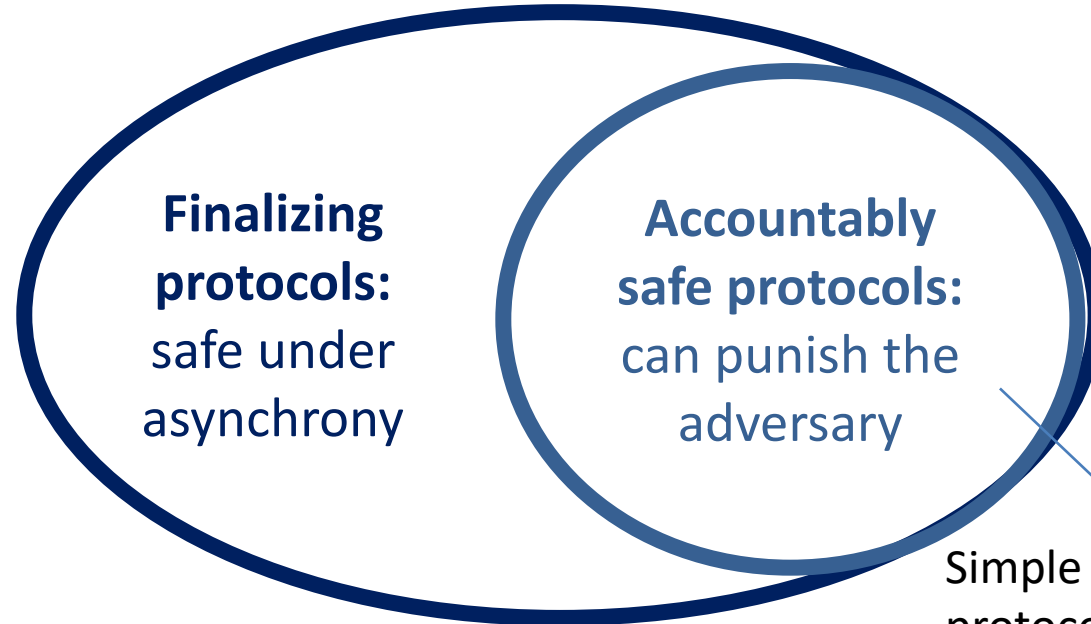 Finalizing
protocols:
safe under
asynchrony
Accountably
safe protocols:
can punish the
adversary
Simple